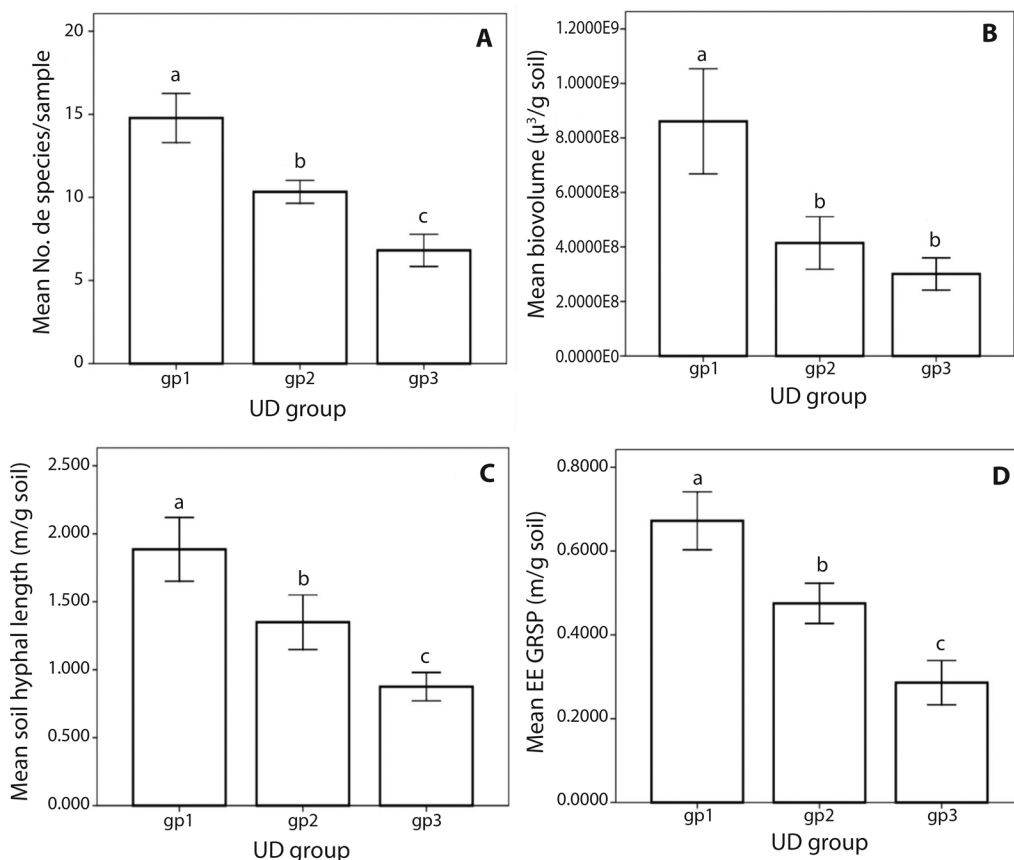 A
Mean No. de species/sample
20
15
10
5
0
a
b
c
gp1 gp2 gp3
UD group
B
Mean biovolume (µ³/g soil)
1.2000E9
1.0000E9
8.0000E8
6.0000E8
4.0000E8
2.0000E8
0.0000E0
a
b
b
gp1 gp2 gp3
UD group
C
Mean soil hyphal length (m/g soil)
2.500
2.000
1.500
1.000
0.500
0.000
a
b
c
gp1 gp2 gp3
UD group
D
Mean EE GRSP (m/g soil)
0.8000
0.6000
0.4000
0.2000
0.0000
a
b
c
gp1 gp2 gp3
UD group